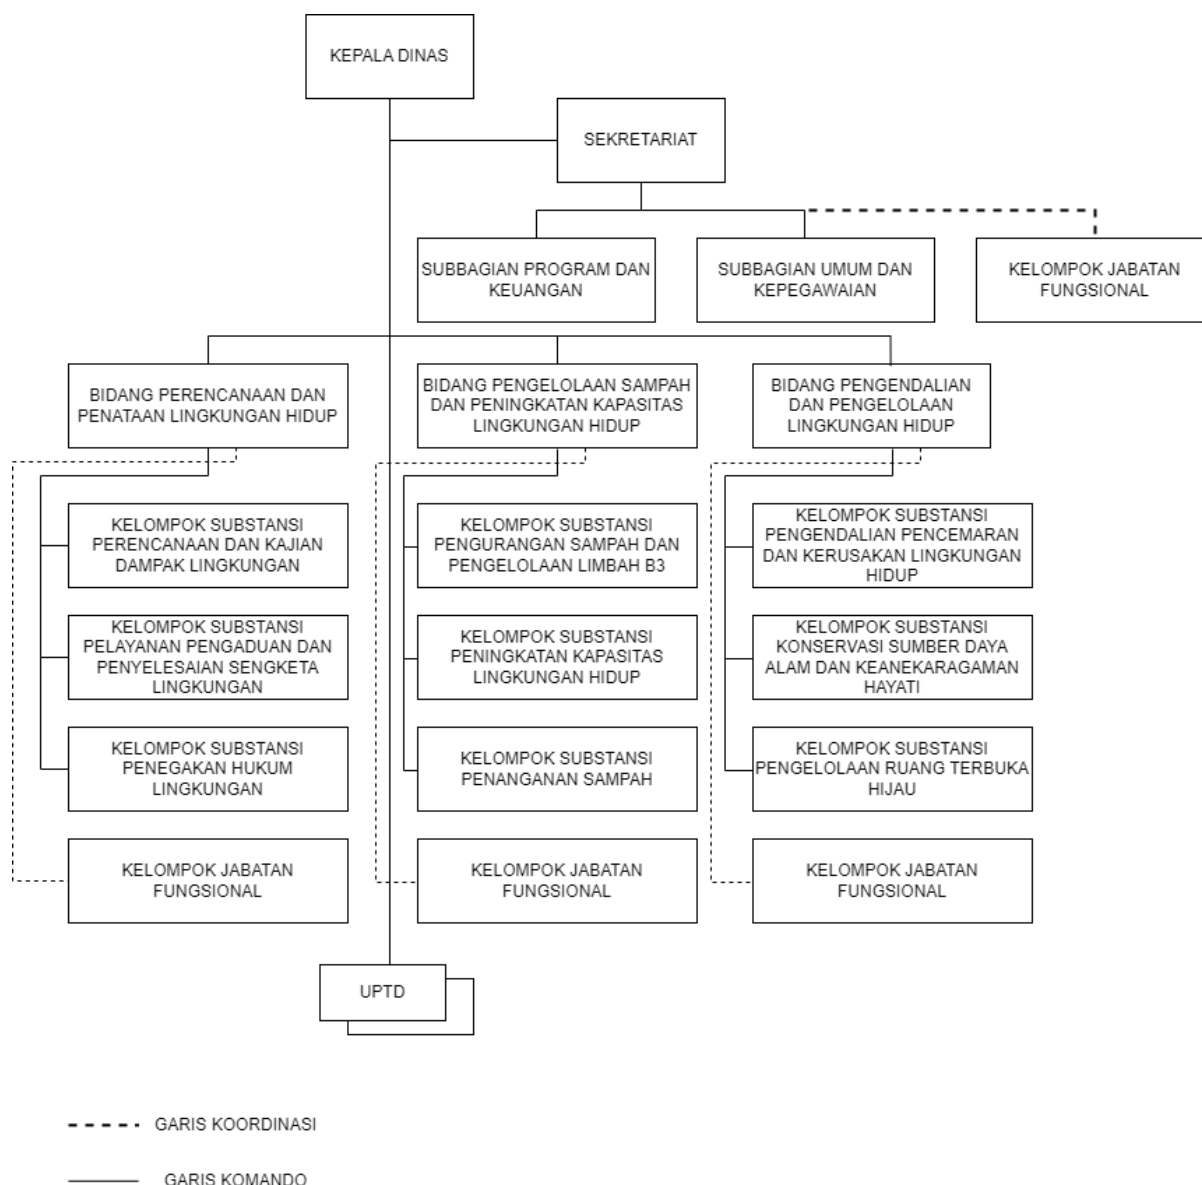 KEPALA DINAS
SEKRETARIAT
SUBBAGIAN PROGRAM DAN
KEUANGAN
SUBBAGIAN UMUM DAN
KEPEGAWAIAN
KELOMPOK JABATAN
FUNGSIONAL
BIDANG PERENCANAAN DAN
PENATAAN LINGKUNGAN HIDUP
BIDANG PENGELOLAAN SAMPAH
DAN PENINGKATAN KAPASITAS
LINGKUNGAN HIDUP
BIDANG PENGENDALIAN
DAN PENGELOLAAN
LINGKUNGAN HIDUP
KELOMPOK SUBSTANSI
PERENCANAAN DAN KAJIAN
DAMPAK LINGKUNGAN
KELOMPOK SUBSTANSI
PENGURANGAN SAMPAH DAN
PENGELOLAAN LIMBAH B3
KELOMPOK SUBSTANSI
PENGENDALIAN PENCEMARAN
DAN KERUSAKAN LINGKUNGAN
HIDUP
KELOMPOK SUBSTANSI
PELAYANAN PENGADUAN DAN
PENYELESAIAN SENGKETA
LINGKUNGAN
KELOMPOK SUBSTANSI
PENINGKATAN KAPASITAS
LINGKUNGAN HIDUP
KELOMPOK SUBSTANSI
KONSERVASI SUMBER DAYA
ALAM DAN KEANEKARAGAMAN
HAYATI
KELOMPOK SUBSTANSI
PENEGAKAN HUKUM
LINGKUNGAN
KELOMPOK SUBSTANSI
PENANGANAN SAMPAH
KELOMPOK SUBSTANSI
PENGELOLAAN RUANG TERBUKA
HIJAU
KELOMPOK JABATAN
FUNGSIONAL
KELOMPOK JABATAN
FUNGSIONAL
KELOMPOK JABATAN
FUNGSIONAL
UPTD
GARIS KOORDINASI
GARIS KOMANDO